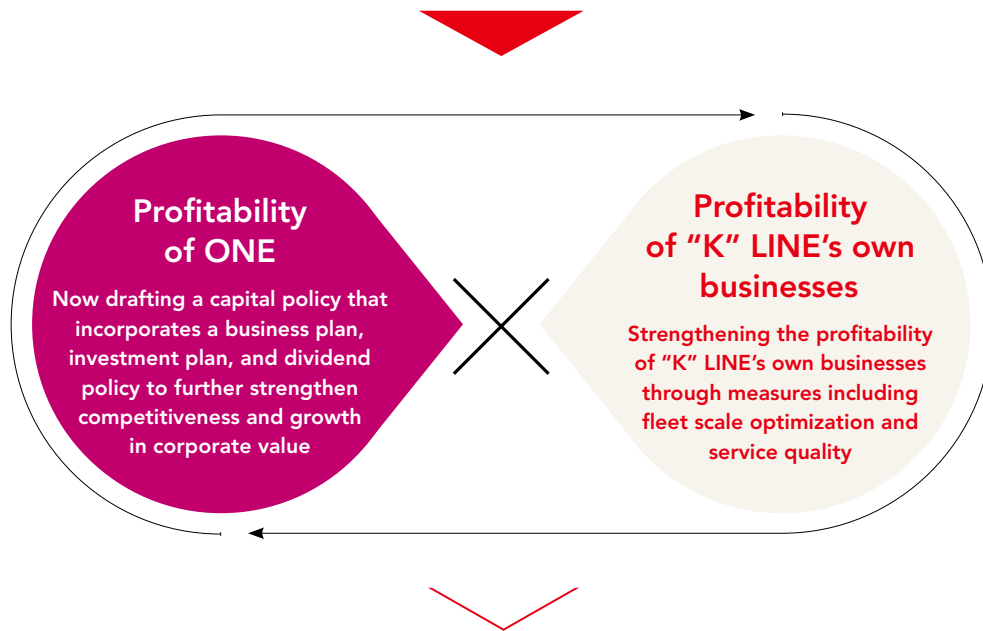 Profitability
of ONE
Now drafting a capital policy that
incorporates a business plan,
investment plan, and dividend
policy to further strengthen
competitiveness and growth
in corporate value
Profitability
of “K” LINE’s own
businesses
Strengthening the profitability
of “K” LINE’s own businesses
through measures including
fleet scale optimization and
service quality